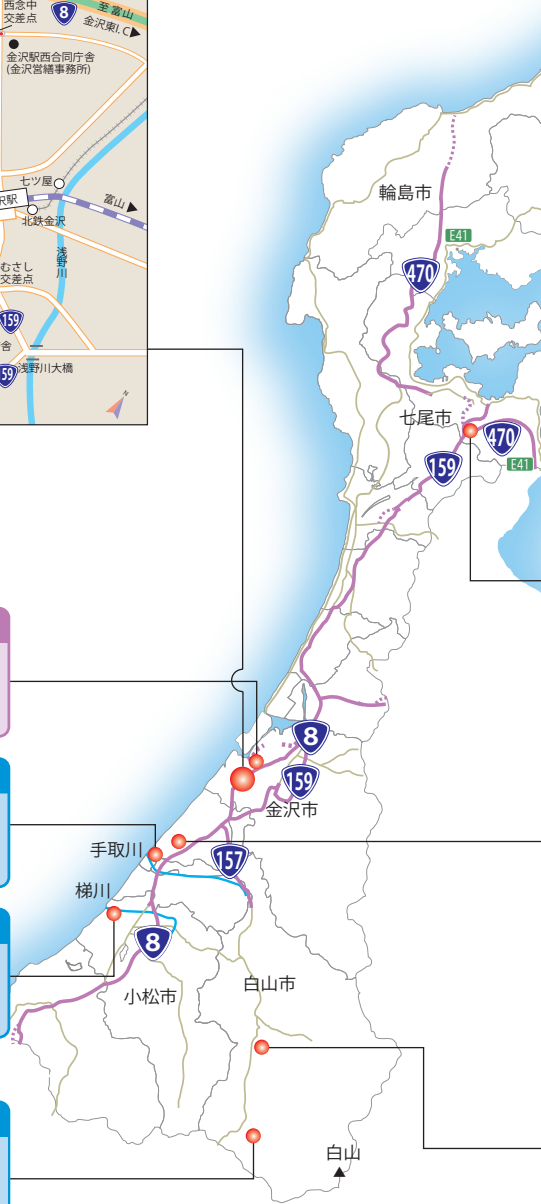 西念中
交差点
8
至 富山
金沢東I.C
金沢駅西合同庁舎
(金沢営繕事務所)
七ツ屋
沢駅
富山
北鉄金沢
浅野川
むさし
交差点
159
舎
59
浅野川大橋
N
輪島市
E41
470
七尾市
470
159
E41
8
159
金沢市
手取川
157
梯川
8
小松市
白山市
白山